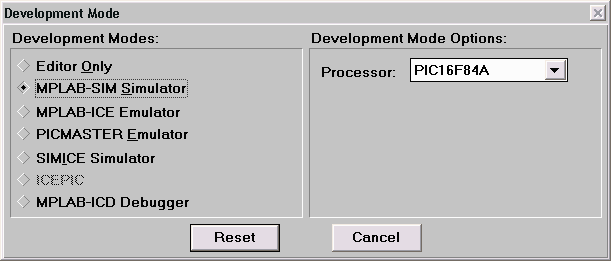 Development Mode
Development Modes:
Editor Only
MPLAB-SIM Simulator
MPLAB-ICE Emulator
PICMASTER Emulator
SIMICE Simulator
ICEPIC
MPLAB-ICD Debugger
Development Mode Options:
Processor: PIC16F84A
Reset Cancel